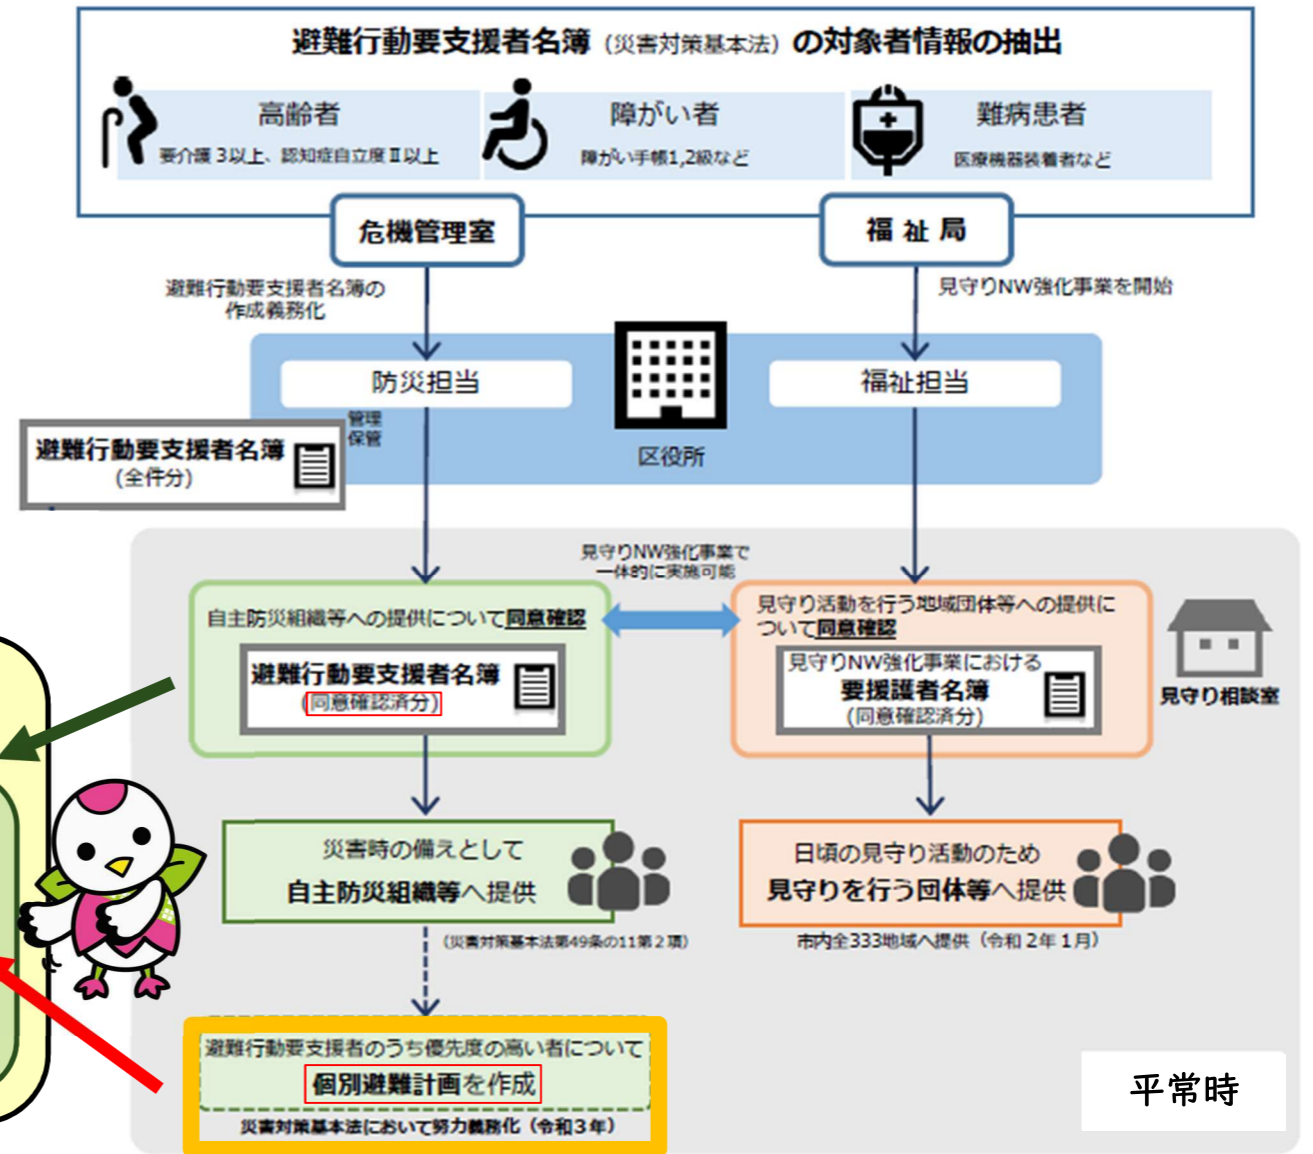 避難行動要支援者名簿（災害対策基本法）の対象者情報の抽出
高齢者
要介護 3以上、認知症自立度Ⅱ以上
障がい者
障がい手帳1,2級など
難病患者
医療機器装着者など
危機管理室
福祉局
避難行動要支援者名簿の
作成義務化
見守りNW強化事業を開始
防災担当
福祉担当
管理
保管
避難行動要支援者名簿
(全件分)
区役所
見守りNW強化事業で
一体的に実施可能
自主防災組織等への提供について同意確認
避難行動要支援者名簿
(同意確認済分)
見守り活動を行う地域団体等への提供に
ついて同意確認
見守りNW強化事業における
要援護者名簿
(同意確認済分)
見守り相談室
災害時の備えとして
自主防災組織等へ提供
(災害対策基本法第49条の11第２項)
日頃の見守り活動のため
見守りを行う団体等へ提供
市内全333地域へ提供（令和２年１月）
避難行動要支援者のうち優先度の高い者について
個別避難計画を作成
災害対策基本法において努力義務化（令和３年）
平常時